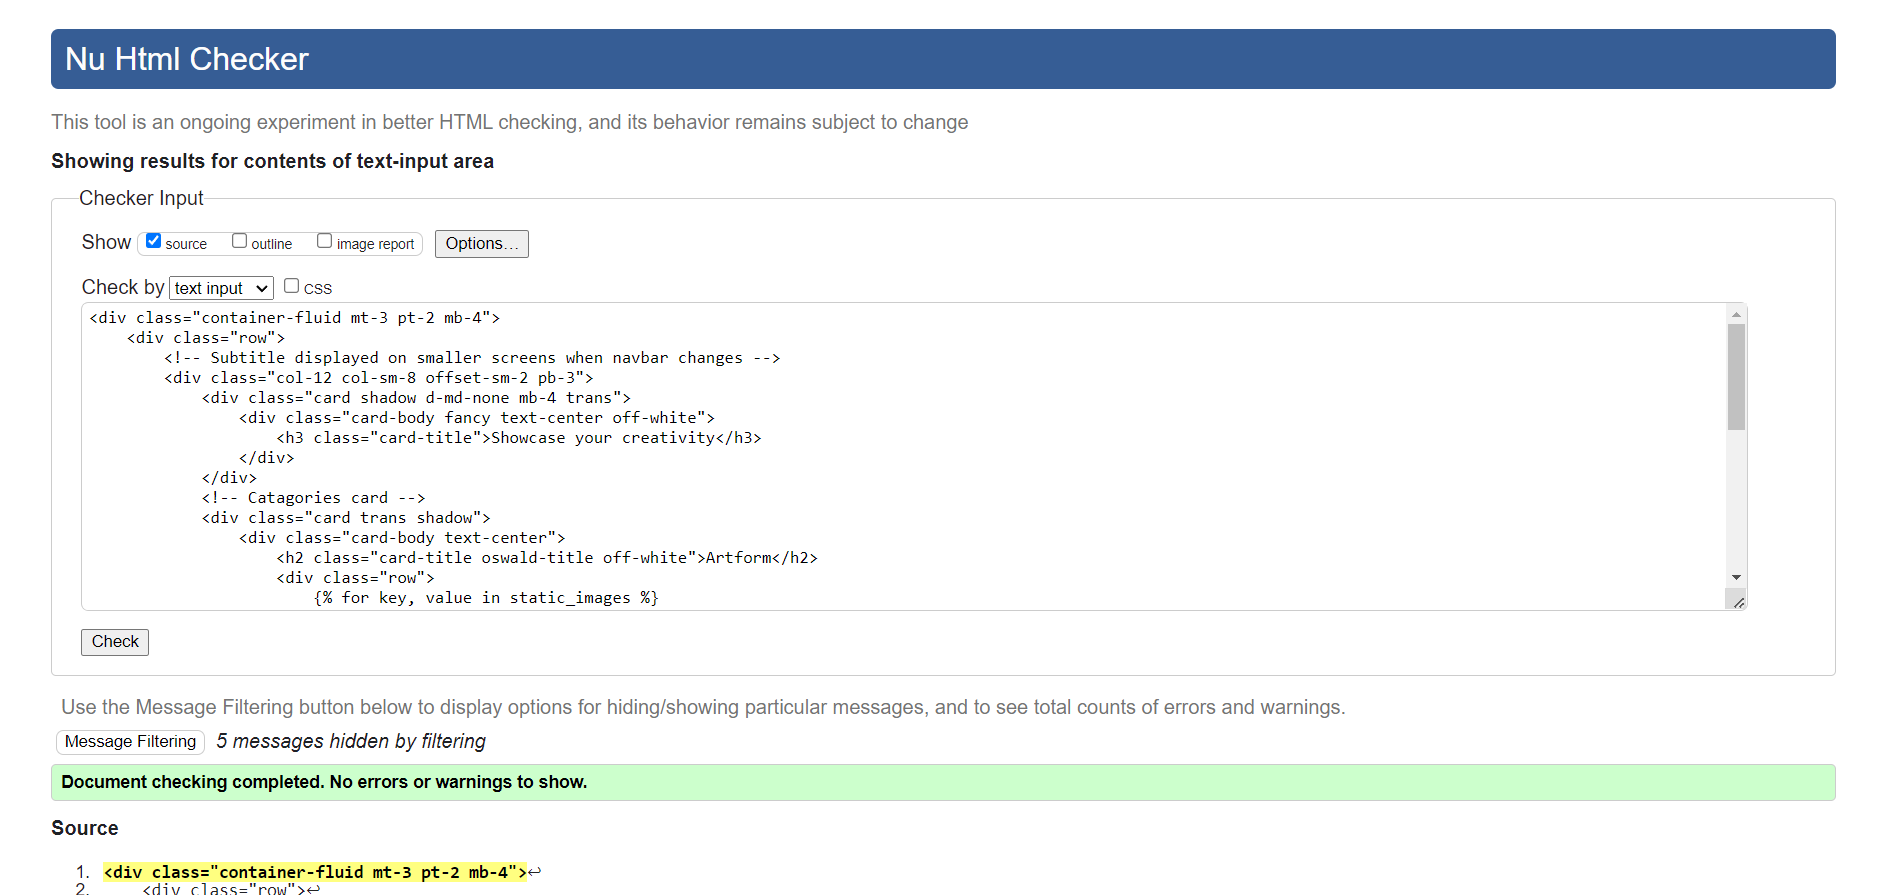 Nu Html Checker
This tool is an ongoing experiment in better HTML checking, and its behavior remains subject to change
Showing results for contents of text-input area
Checker Input
Show source outline image report Options...
Check by text input CSS
<div class="container-fluid mt-3 pt-2 mb-4">
<div class="row">
<!-- Subtitle displayed on smaller screens when navbar changes -->
<div class="col-12 col-sm-8 offset-sm-2 pb-3">
<div class="card shadow d-md-none mb-4 trans">
<div class="card-body fancy text-center off-white">
<h3 class="card-title">Showcase your creativity</h3>
</div>
</div>
<!-- Catagories card -->
<div class="card trans shadow">
<div class="card-body text-center">
<h2 class="card-title oswald-title off-white">Artform</h2>
<div class="row">
{% for key, value in static_images %}
Check
Use the Message Filtering button below to display options for hiding/showing particular messages, and to see total counts of errors and warnings.
Message Filtering 5 messages hidden by filtering
Document checking completed. No errors or warnings to show.
Source
1. <div class="container-fluid mt-3 pt-2 mb-4">↩
2. <div class="row">↩